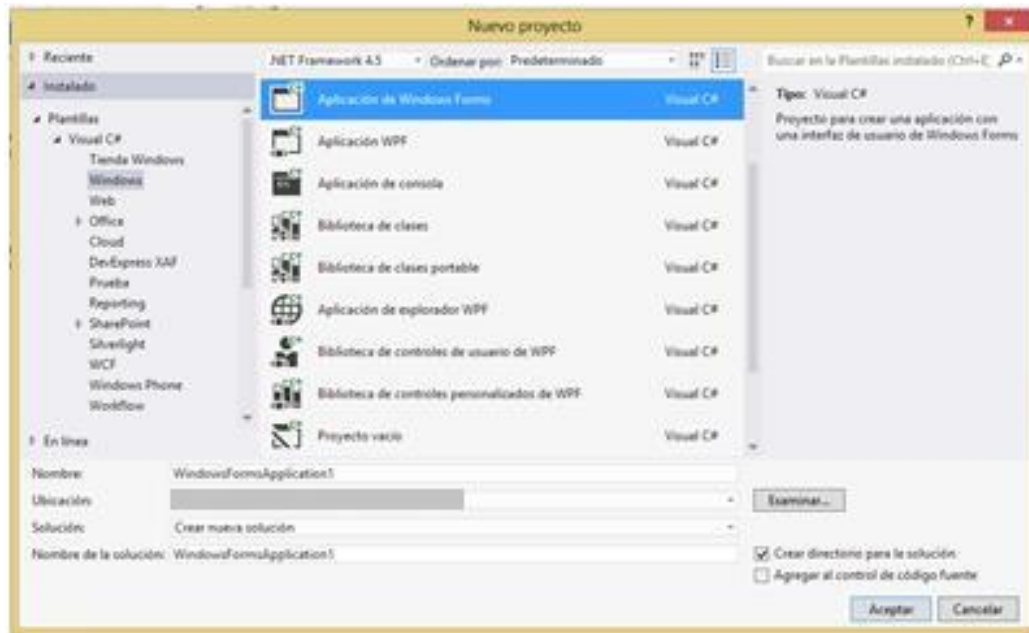 Nuevo proyecto
Reciente
.NET Framework 4.5
Ordenar por: Predeterminado
Buscar en la Plantillas instalado (Ctrl+E
Instalado
Plantillas
Visual C#
Tienda Windows
Windows
Web
Office
Cloud
DevExpress XAF
Prueba
Reporting
SharePoint
Silverlight
WCF
Windows Phone
Workflow
En línea
Aplicación de Windows Forms Visual C#
Aplicación WPF Visual C#
Aplicación de consola Visual C#
Biblioteca de clases Visual C#
Biblioteca de clases portable Visual C#
Aplicación de explorador WPF Visual C#
Biblioteca de controles de usuario de WPF Visual C#
Biblioteca de controles personalizados de WPF Visual C#
Proyecto vacío Visual C#
Tipo: Visual C#
Proyecto para crear una aplicación con
una interfaz de usuario de Windows Forms
Nombre: WindowsFormsApplication1
Ubicación:
Examinar...
Solución: Crear nueva solución
Nombre de la solución: WindowsFormsApplication1
Crear directorio para la solución
Agregar al control de código fuente
Aceptar
Cancelar